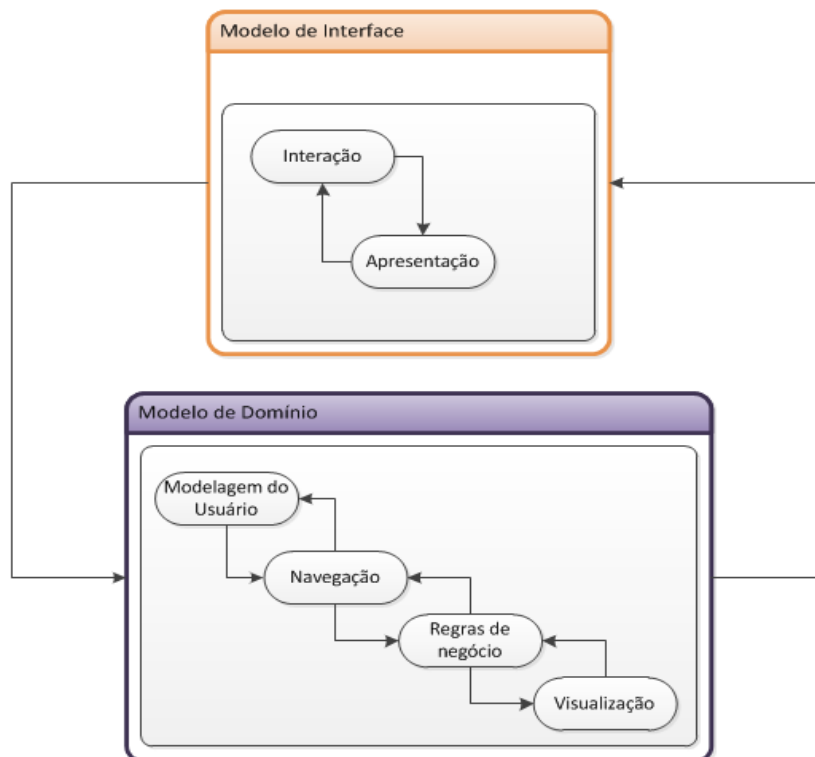 Modelo de Interface
Interação
Apresentação
Modelo de Domínio
Modelagem do
Usuário
Navegação
Regras de
negócio
Visualização